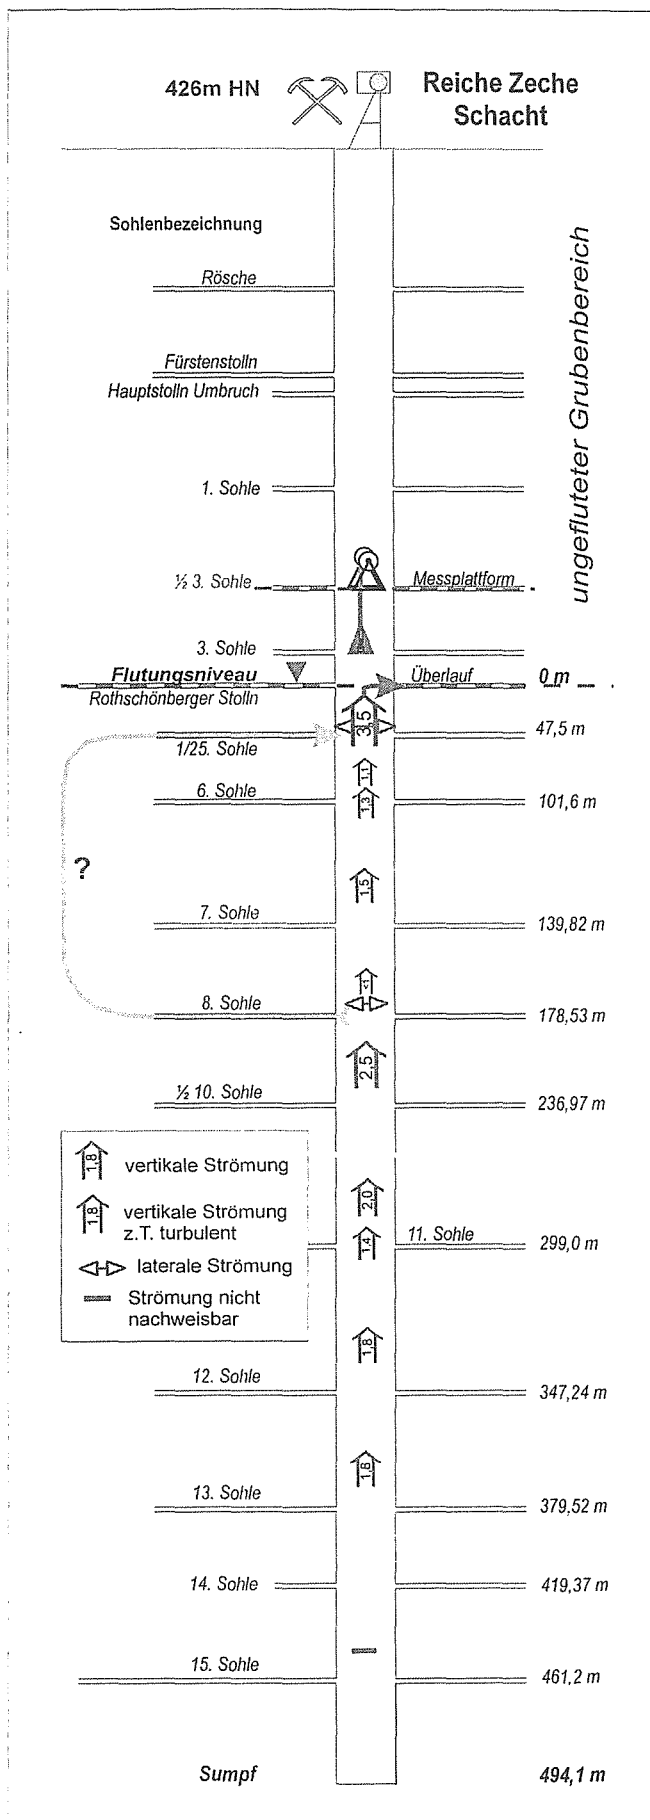 426m HN
Reiche Zeche
Schacht
Sohlenbezeichnung
ungefluteter Grubenbereich
Rösche
Fürstenstolln
Hauptstolln Umbruch
1. Sohle
½ 3. Sohle
Messplattform
3. Sohle
Flutungsniveau
Überlauf
0 m
Rothschönberger Stolln
3,5
47,5 m
1/25. Sohle
1,1
6. Sohle
1,3
101,6 m
?
1,5
7. Sohle
139,82 m
<1
8. Sohle
178,53 m
2,5
½ 10. Sohle
236,97 m
1,8 vertikale Strömung
1,8 vertikale Strömung
z.T. turbulent
laterale Strömung
Strömung nicht
nachweisbar
2,0
1,4
11. Sohle
299,0 m
1,8
12. Sohle
347,24 m
1,8
13. Sohle
379,52 m
14. Sohle
419,37 m
15. Sohle
461,2 m
Sumpf
494,1 m